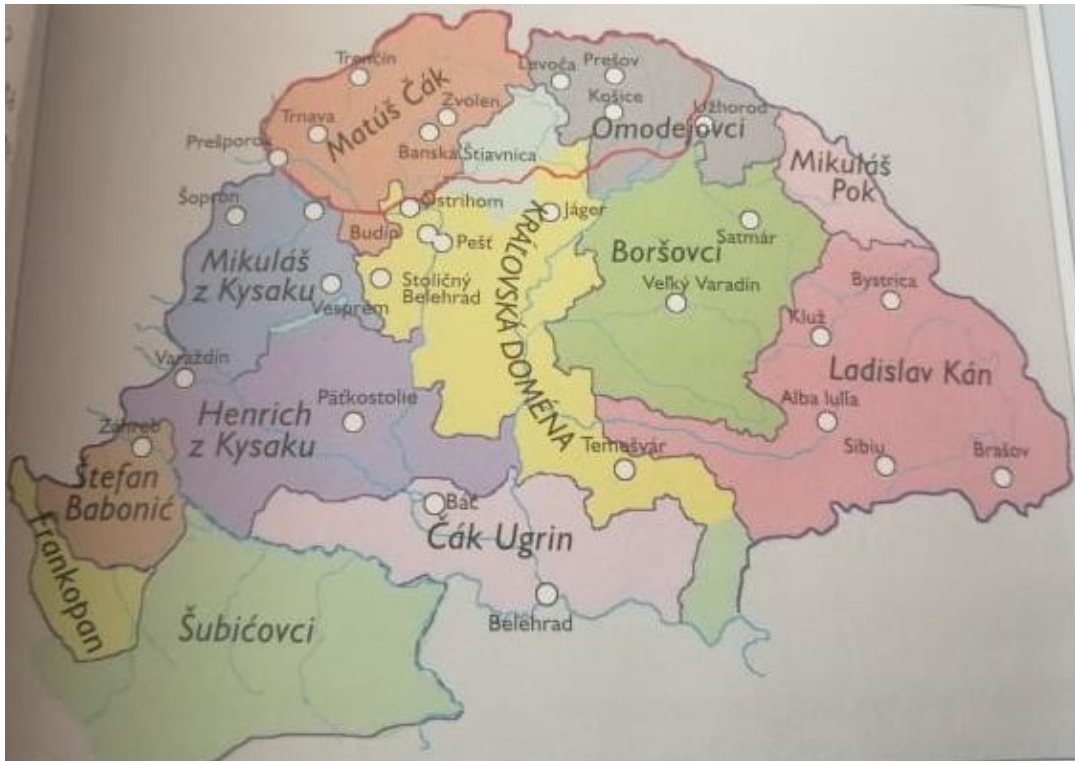 Trenčín
Levoča
Prešov
Matúš Čák
Zvolen
Košice
Trnava
Užhorod
Omodejovci
Prešporok
Banská Štiavnica
Mikuláš
Pok
Šoproň
Ostrihom
Jáger
Budín
Pešť
Satmár
KRÁĽOVSKÁ DOMÉNA
Boršovci
Mikuláš
z Kysaku
Stoličný
Belehrad
Veľký Varadín
Bystrica
Vesprém
Kluž
Varaždín
Ladislav Kán
Päťkostolie
Alba Iulia
Henrich
z Kysaku
Záhreb
Temešvár
Sibiu
Brašov
Štefan
Babonić
Báč
Čák Ugrin
Frankopan
Belehrad
Šubićovci